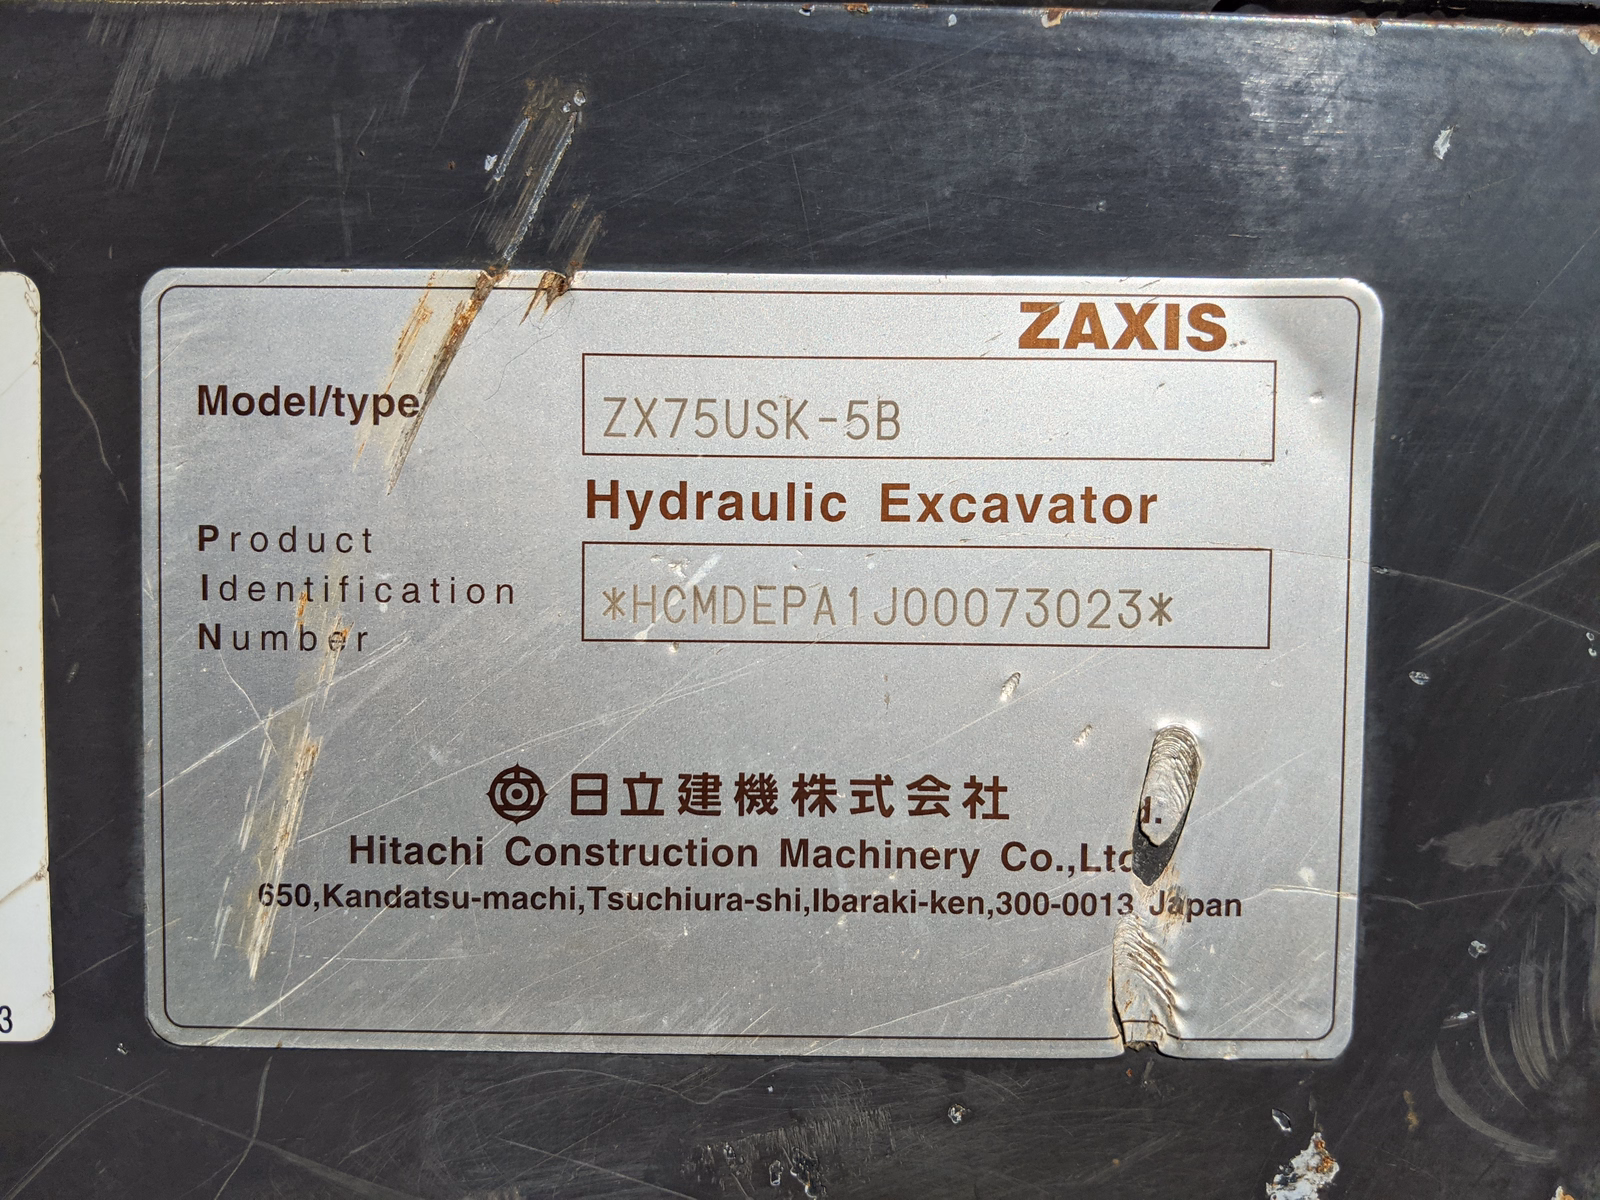 ZAXIS
Model/type
ZX75USK-5B
Hydraulic Excavator
Product
Identification
Number
*HCMDEPA1J00073023*
日立建機株式会社
Hitachi Construction Machinery Co.,Ltd.
650,Kandatsu-machi,Tsuchiura-shi,Ibaraki-ken,300-0013 Japan
3